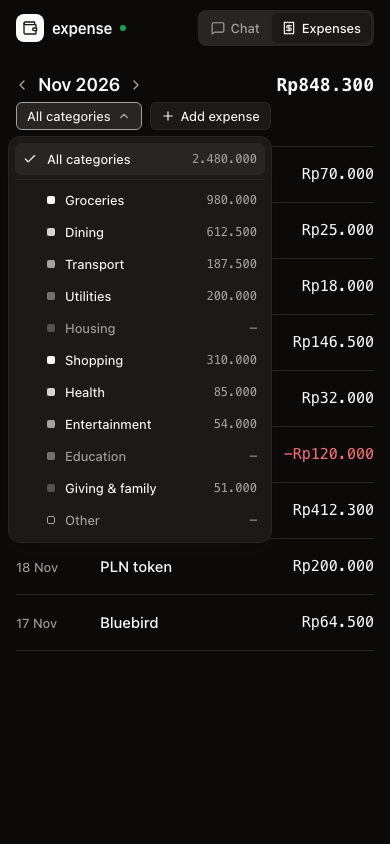 expense
Chat
Expenses
Nov 2026
Rp848.300
All categories
Add expense
All categories 2.480.000
Rp70.000
Groceries 980.000
Dining 612.500
Rp25.000
Transport 187.500
Utilities 200.000
Rp18.000
Housing –
Rp146.500
Shopping 310.000
Health 85.000
Rp32.000
Entertainment 54.000
Education –
−Rp120.000
Giving & family 51.000
Rp412.300
Other –
18 Nov PLN token Rp200.000
17 Nov Bluebird Rp64.500